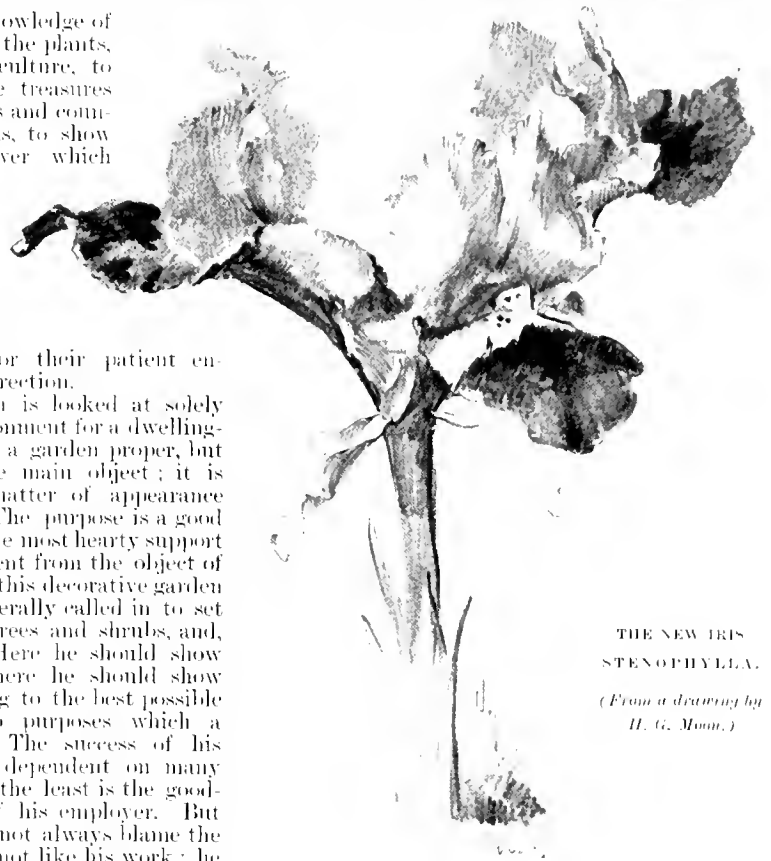 owledge of
the plants,
culture, to
e treasures
s and coun-
s, to show
ver which
or their patient en-
rection.
n is looked at solely
onment for a dwelling-
a garden proper, but
e main object ; it is
natter of appearance
The purpose is a good
e most hearty support
ent from the object of
this decorative garden
erally called in to set
rees and shrubs, and,
Here he should show
here he should show
g to the best possible
o purposes which a
The success of his
dependent on many
the least is the good-
f his employer. But
not always blame the
not like his work ; he
THE NEW IRIS
STENOPHYLLA.
(From a drawing by
H. G. Moon.)